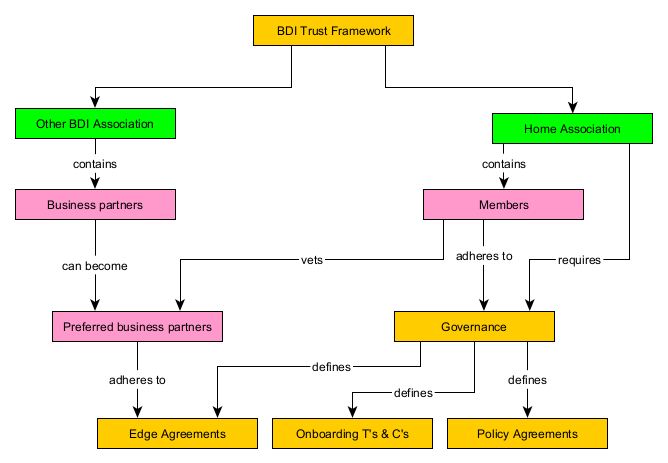 BDI Trust Framework
Other BDI Association
Home Association
contains
contains
Business partners
Members
can become
vets
adheres to
requires
Preferred business partners
Governance
adheres to
defines
defines
defines
Edge Agreements
Onboarding T's & C's
Policy Agreements